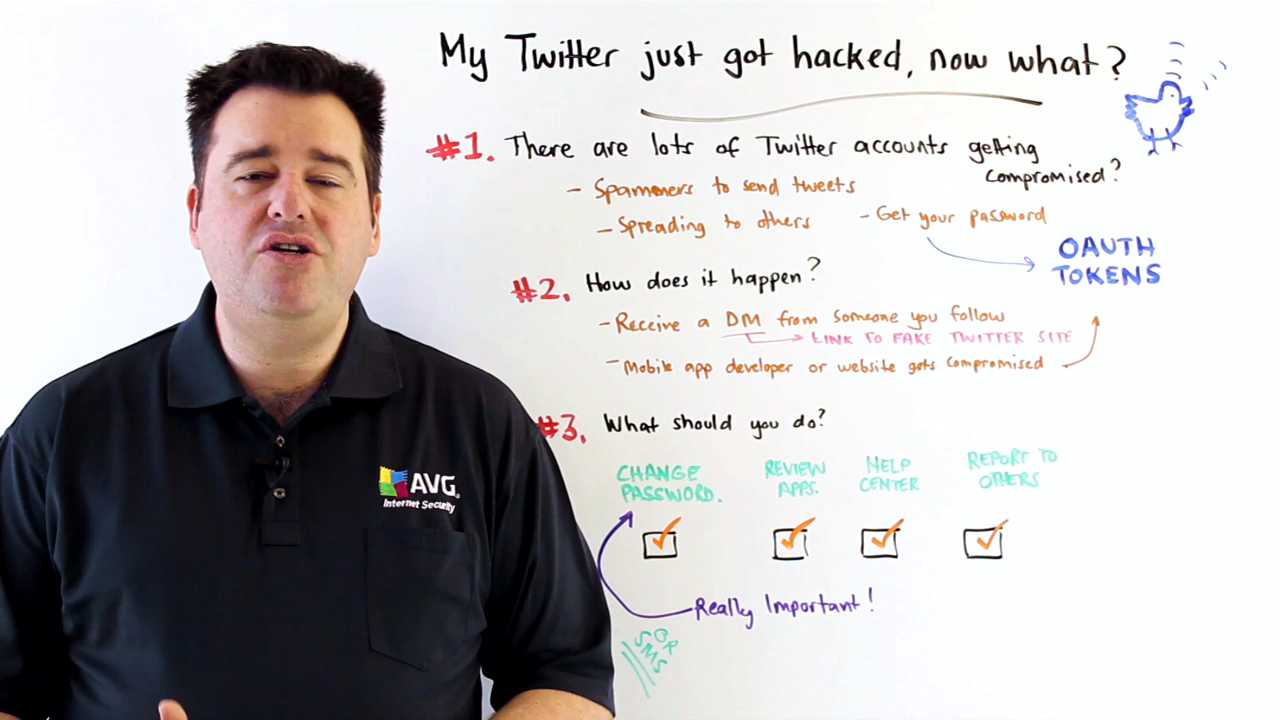 My Twitter just got hacked, now what?
#1. There are lots of Twitter accounts getting
compromised?
- Spammers to send tweets
- Spreading to others - Get your password
OAUTH
TOKENS
#2. How does it happen?
- Receive a DM from someone you follow
LINK TO FAKE TWITTER SITE
- Mobile app developer or website gets compromised
#3. What should you do?
CHANGE
PASSWORD.
REVIEW
APPS.
HELP
CENTER
REPORT TO
OTHERS
Really Important!
OR
SMS
AVG
Internet Security